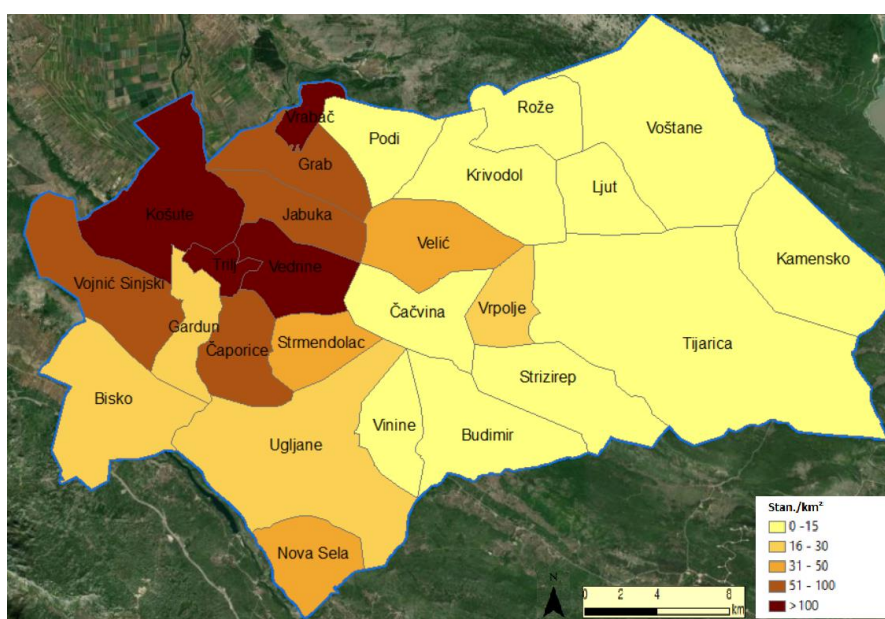 Vrabač
Rože
Podi
Voštane
Grab
Krivodol
Ljut
Košute
Jabuka
Velić
Kamensko
Trilj
Vedrine
Vojnić Sinjski
Čačvina
Vrpolje
Gardun
Strmendolac
Tijarica
Čaporice
Strizirep
Bisko
Vinine
Budimir
Ugljane
Nova Sela
Stan./km²
0 -15
16 - 30
31 - 50
51 - 100
>100
N
0 2 4 8
km